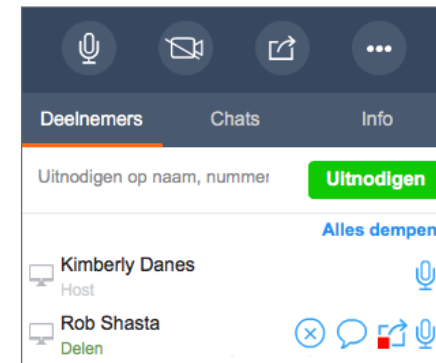 Deelnemers Chats Info
Uitnodigen op naam, nummer Uitnodigen
Alles dempen
Kimberly Danes
Host
Rob Shasta
Delen